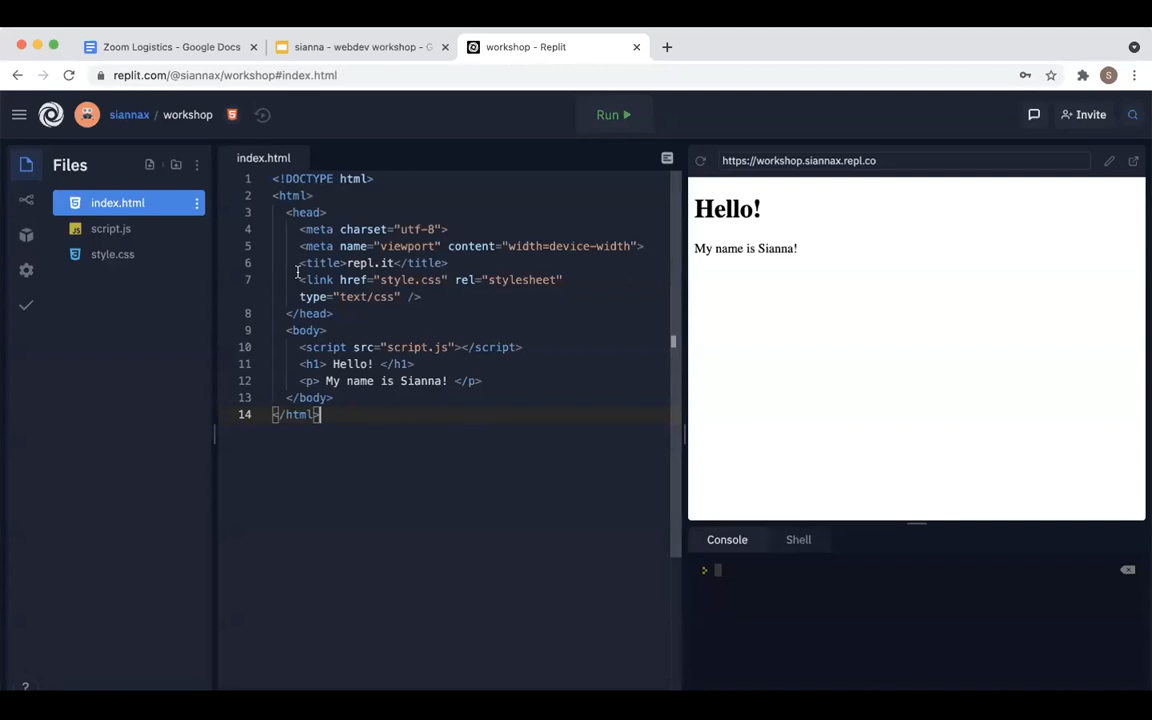 Zoom Logistics - Google Docs
sianna - webdev workshop - G
workshop - Replit
replit.com/@siannax/workshop#index.html
S
siannax / workshop
Run
Invite
Files
index.html
script.js
style.css
index.html
1 <!DOCTYPE html>
2 <html>
3 <head>
4 <meta charset="utf-8">
5 <meta name="viewport" content="width=device-width">
6 <title>repl.it</title>
7 <link href="style.css" rel="stylesheet"
type="text/css" />
8 </head>
9 <body>
10 <script src="script.js"></script>
11 <h1> Hello! </h1>
12 <p> My name is Sianna! </p>
13 </body>
14 </html>
https://workshop.siannax.repl.co
Hello!
My name is Sianna!
Console
Shell
?